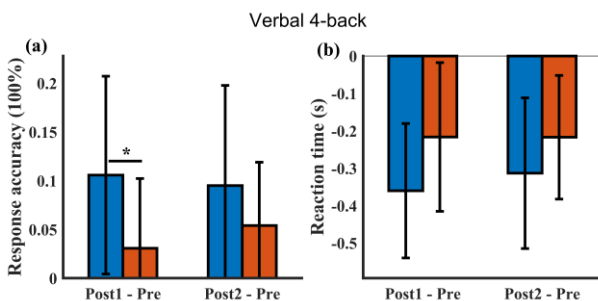 Verbal 4-back
(a)
Response accuracy (100%)
0.2
0.15
0.1
0.05
0
*
Post1 - Pre
Post2 - Pre
(b)
Reaction time (s)
0
-0.1
-0.2
-0.3
-0.4
-0.5
Post1 - Pre
Post2 - Pre